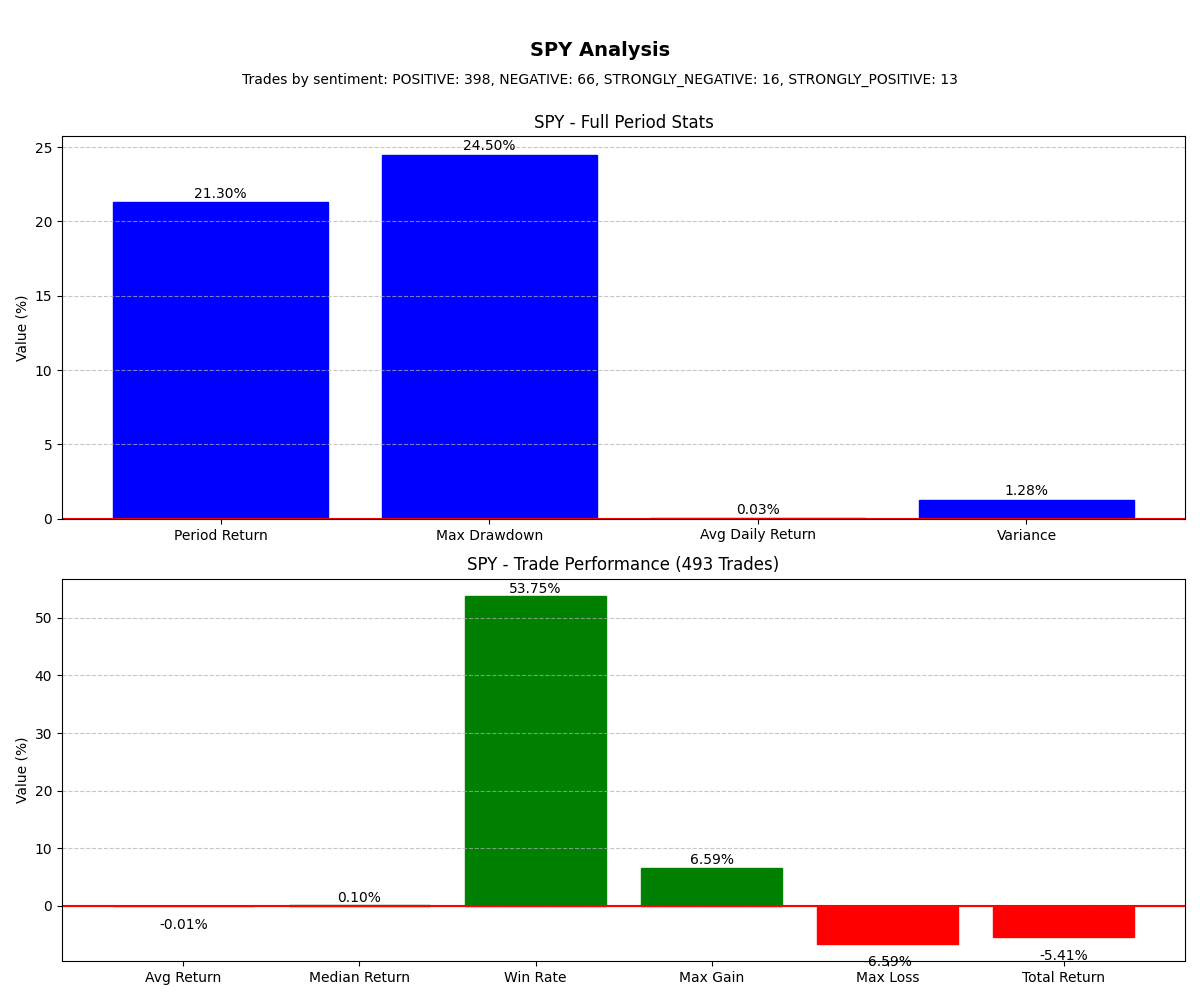 SPY Analysis
Trades by sentiment: POSITIVE: 398, NEGATIVE: 66, STRONGLY_NEGATIVE: 16, STRONGLY_POSITIVE: 13
SPY - Full Period Stats
Value (%)
25
20
15
10
5
0
21.30%
24.50%
0.03%
1.28%
Period Return
Max Drawdown
Avg Daily Return
Variance
SPY - Trade Performance (493 Trades)
Value (%)
50
40
30
20
10
0
-0.01%
0.10%
53.75%
6.59%
-6.59%
-5.41%
Avg Return
Median Return
Win Rate
Max Gain
Max Loss
Total Return